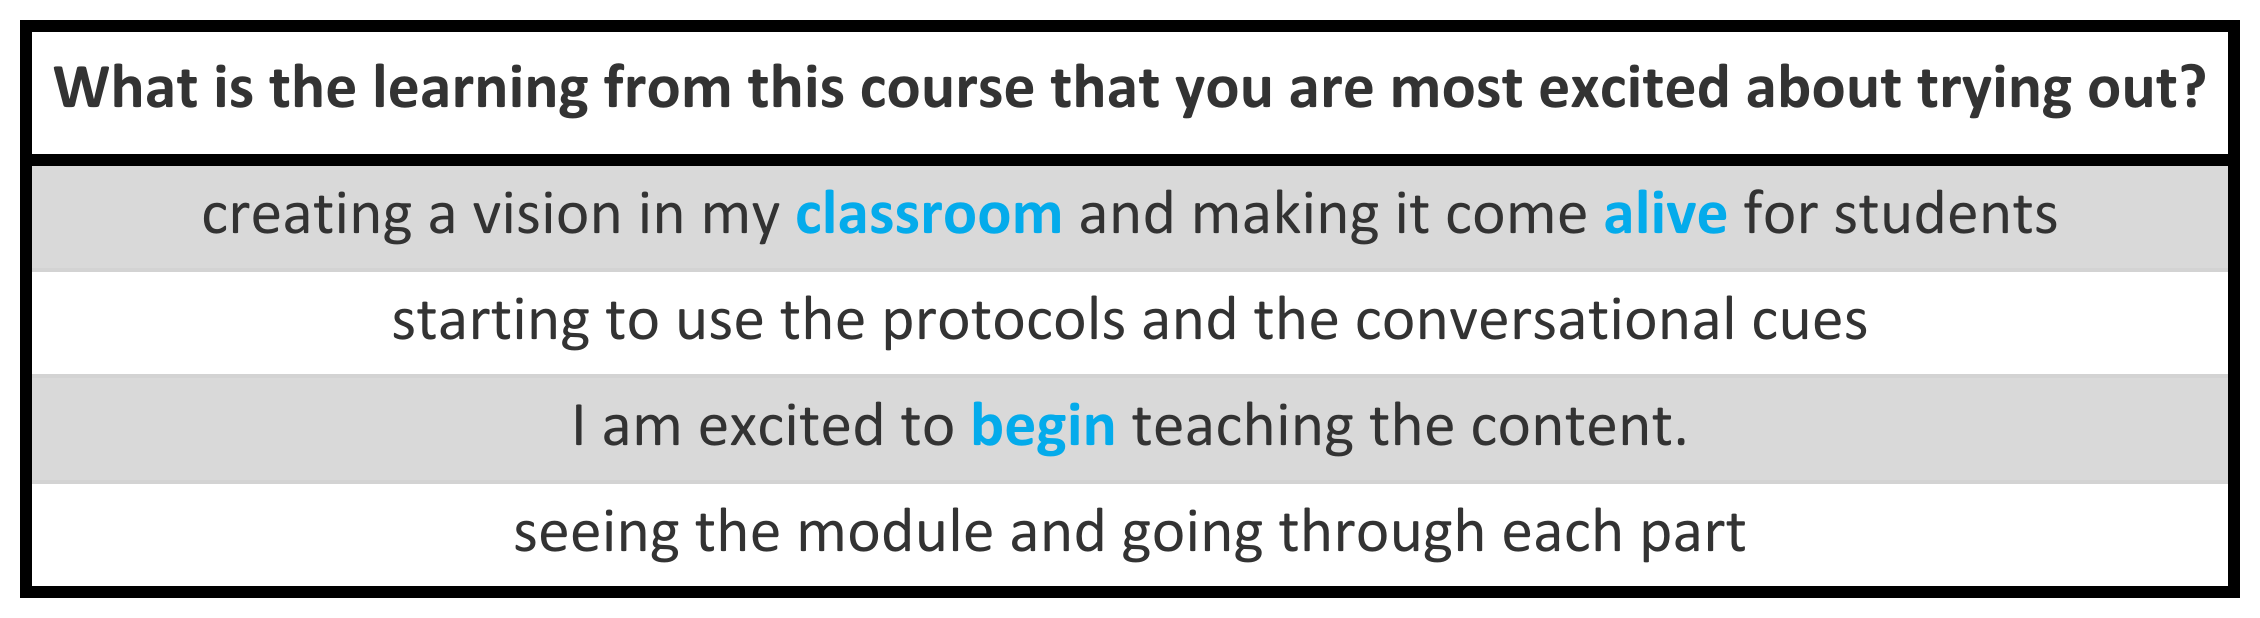 What is the learning from this course that you are most excited about trying out?
creating a vision in my classroom and making it come alive for students
starting to use the protocols and the conversational cues
I am excited to begin teaching the content.
seeing the module and going through each part